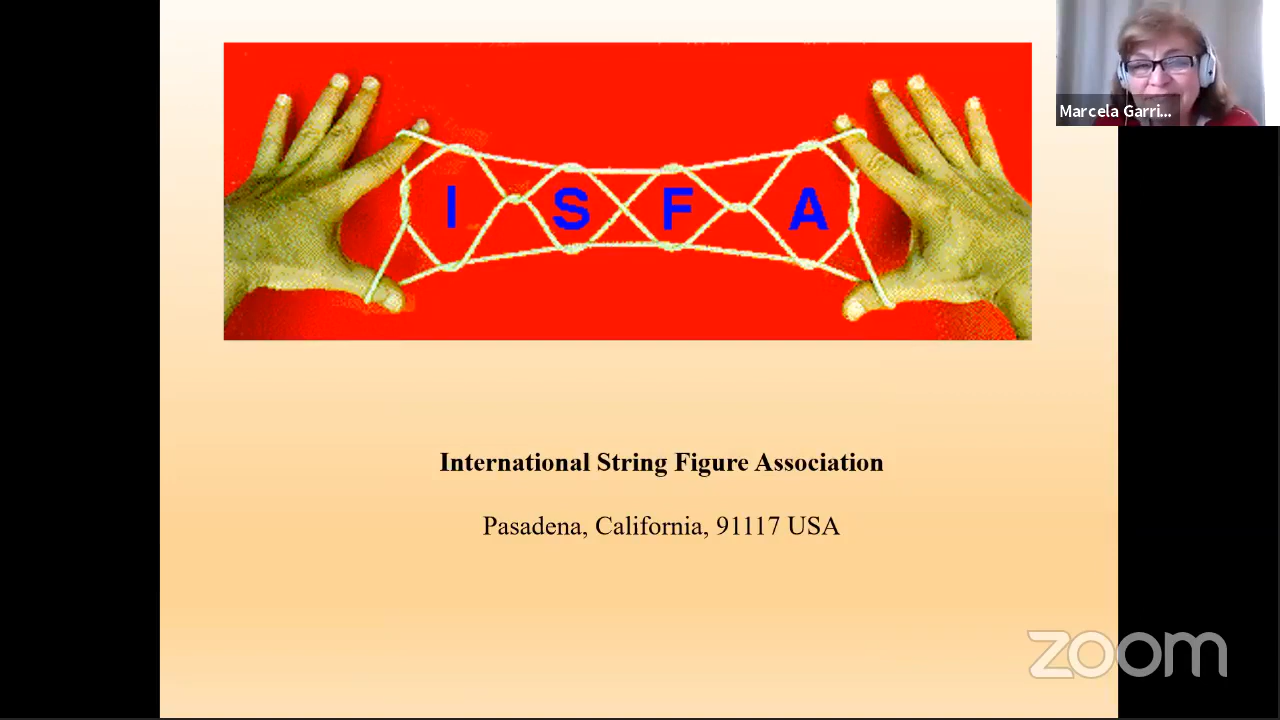 I S F A
Marcela Garri...
International String Figure Association
Pasadena, California, 91117 USA
zoom